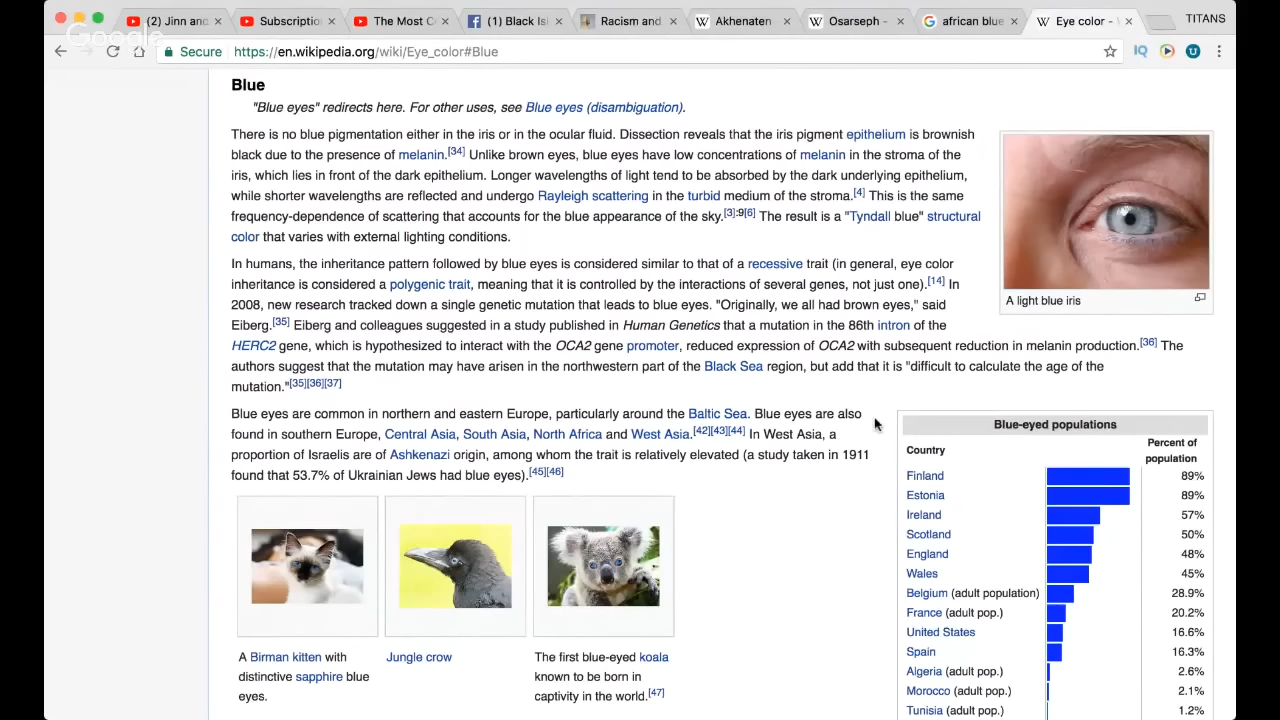 (2) Jinn and
Subscription
The Most C
(1) Black Isl
Racism and
Akhenaten
Osarseph -
african blue
Eye color -
TITANS
Google
Secure
https://en.wikipedia.org/wiki/Eye_color#Blue
IQ
Blue
"Blue eyes" redirects here. For other uses, see Blue eyes (disambiguation).
There is no blue pigmentation either in the iris or in the ocular fluid. Dissection reveals that the iris pigment epithelium is brownish
black due to the presence of melanin.[34] Unlike brown eyes, blue eyes have low concentrations of melanin in the stroma of the
iris, which lies in front of the dark epithelium. Longer wavelengths of light tend to be absorbed by the dark underlying epithelium,
while shorter wavelengths are reflected and undergo Rayleigh scattering in the turbid medium of the stroma.[4] This is the same
frequency-dependence of scattering that accounts for the blue appearance of the sky.[3]:9[6] The result is a "Tyndall blue" structural
color that varies with external lighting conditions.
A light blue iris
In humans, the inheritance pattern followed by blue eyes is considered similar to that of a recessive trait (in general, eye color
inheritance is considered a polygenic trait, meaning that it is controlled by the interactions of several genes, not just one).[14] In
2008, new research tracked down a single genetic mutation that leads to blue eyes. "Originally, we all had brown eyes," said
Eiberg.[35] Eiberg and colleagues suggested in a study published in Human Genetics that a mutation in the 86th intron of the
HERC2 gene, which is hypothesized to interact with the OCA2 gene promoter, reduced expression of OCA2 with subsequent reduction in melanin production.[36] The
authors suggest that the mutation may have arisen in the northwestern part of the Black Sea region, but add that it is "difficult to calculate the age of the
mutation."[35][36][37]
Blue eyes are common in northern and eastern Europe, particularly around the Baltic Sea. Blue eyes are also
found in southern Europe, Central Asia, South Asia, North Africa and West Asia.[42][43][44] In West Asia, a
proportion of Israelis are of Ashkenazi origin, among whom the trait is relatively elevated (a study taken in 1911
found that 53.7% of Ukrainian Jews had blue eyes).[45][46]
A Birman kitten with
distinctive sapphire blue
eyes.
Jungle crow
The first blue-eyed koala
known to be born in
captivity in the world.[47]
Blue-eyed populations
Country
Percent of
population
Finland 89%
Estonia 89%
Ireland 57%
Scotland 50%
England 48%
Wales 45%
Belgium (adult population) 28.9%
France (adult pop.) 20.2%
United States 16.6%
Spain 16.3%
Algeria (adult pop.) 2.6%
Morocco (adult pop.) 2.1%
Tunisia (adult pop.) 1.2%